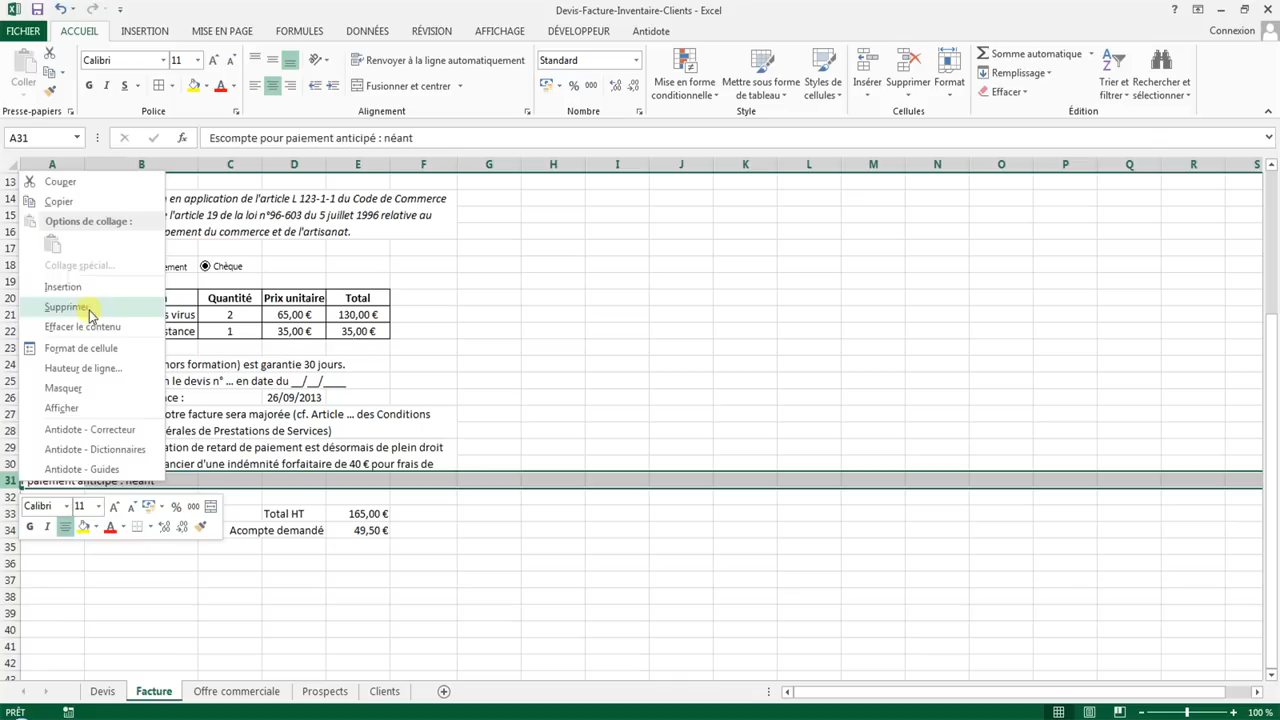 Devis-Facture-Inventaire-Clients - Excel
FICHIER ACCUEIL INSERTION MISE EN PAGE FORMULES DONNÉES RÉVISION AFFICHAGE DÉVELOPPEUR Antidote Connexion
Coller
Calibri 11
G I S
Renvoyer à la ligne automatiquement
Fusionner et centrer
Standard
% 000
Mise en forme conditionnelle
Mettre sous forme de tableau
Styles de cellules
Insérer Supprimer Format
Somme automatique
Remplissage
Effacer
Trier et filtrer
Rechercher et sélectionner
Presse-papiers Police Alignement Nombre Style Cellules Édition
A31 fx Escompte pour paiement anticipé : néant
A B C D E F G H I J K L M N O P Q R S
Couper
Copier
Options de collage :
Collage spécial...
Insertion
Supprimer
Effacer le contenu
Format de cellule
Hauteur de ligne...
Masquer
Afficher
Antidote - Correcteur
Antidote - Dictionnaires
Antidote - Guides
13
14 en application de l'article L 123-1-1 du Code de Commerce
15 l'article 19 de la loi n°96-603 du 5 juillet 1996 relative au
16 pement du commerce et de l'artisanat.
17
18 ement Chèque
19
20 n Quantité Prix unitaire Total
21 s virus 2 65,00 € 130,00 €
22 stance 1 35,00 € 35,00 €
23
24 hors formation) est garantie 30 jours.
25 n le devis n° ... en date du __/__/____
26 nce : 26/09/2013
27 otre facture sera majorée (cf. Article ... des Conditions
28 érales de Prestations de Services)
29 ation de retard de paiement est désormais de plein droit
30 ancier d'une indémnité forfaitaire de 40 € pour frais de
31 paiement anticipé : néant
32
33 Total HT 165,00 €
34 Acompte demandé 49,50 €
Calibri 11 % 000
G I
35
36
37
38
39
40
41
42
43
Devis Facture Offre commerciale Prospects Clients
PRÊT 100 %